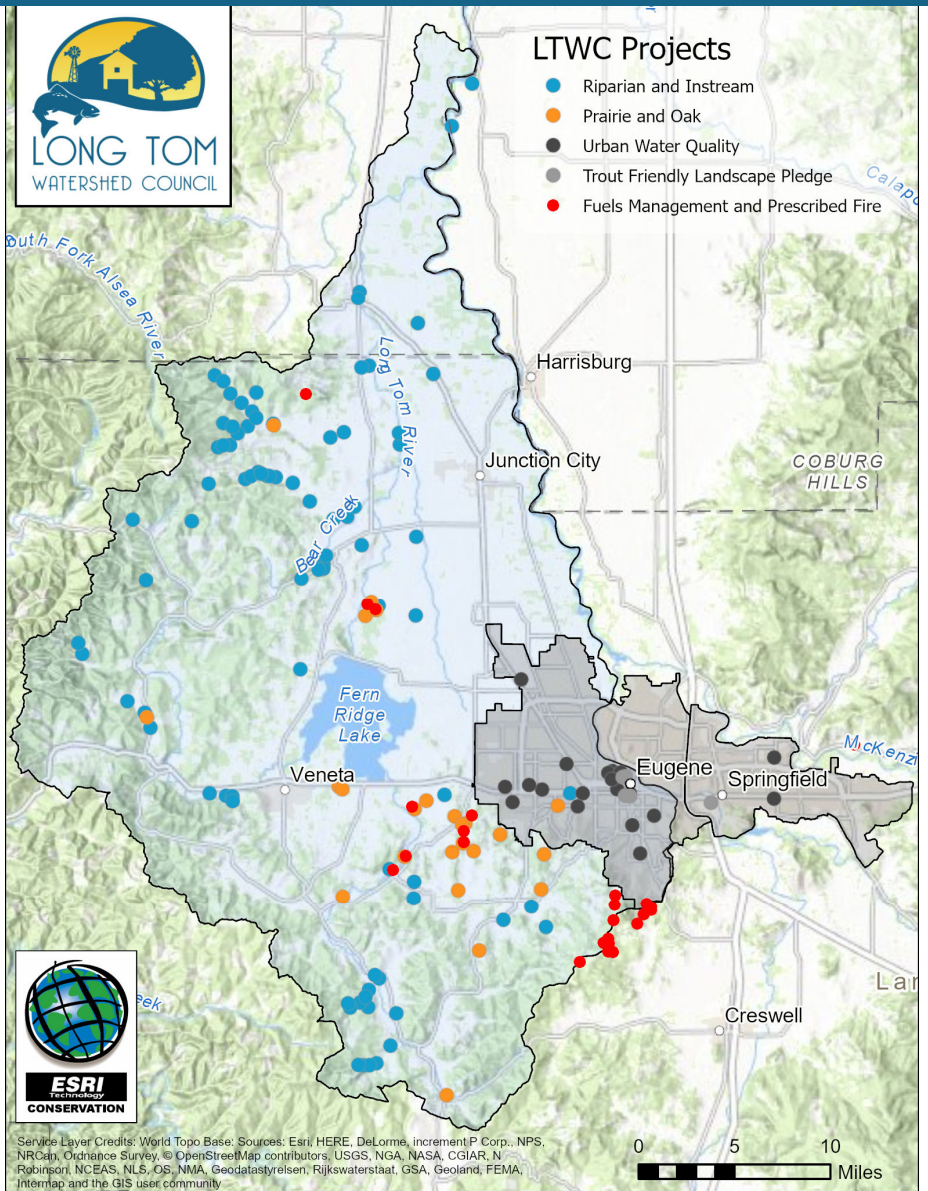 LONG TOM
WATERSHED COUNCIL
LTWC Projects
Riparian and Instream
Prairie and Oak
Urban Water Quality
Trout Friendly Landscape Pledge
Fuels Management and Prescribed Fire
South Fork Alsea River
Long Tom River
Harrisburg
Junction City
COBURG
HILLS
Bear Creek
Fern
Ridge
Lake
Veneta
Eugene
Springfield
McKenz
Creswell
Lar
eek
ESRI
Technology
CONSERVATION
Service Layer Credits: World Topo Base: Sources: Esri, HERE, DeLorme, increment P Corp., NPS,
NRCan, Ordnance Survey, © OpenStreetMap contributors, USGS, NGA, NASA, CGIAR, N
Robinson, NCEAS, NLS, OS, NMA, Geodatastyrelsen, Rijkswaterstaat, GSA, Geoland, FEMA,
Intermap and the GIS user community
0 5 10
Miles